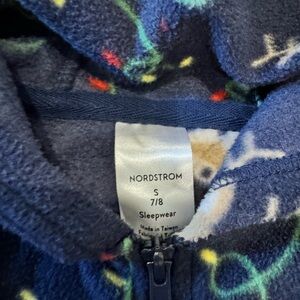 NORDSTROM
S
7/8
Sleepwear
Made in Taiwan